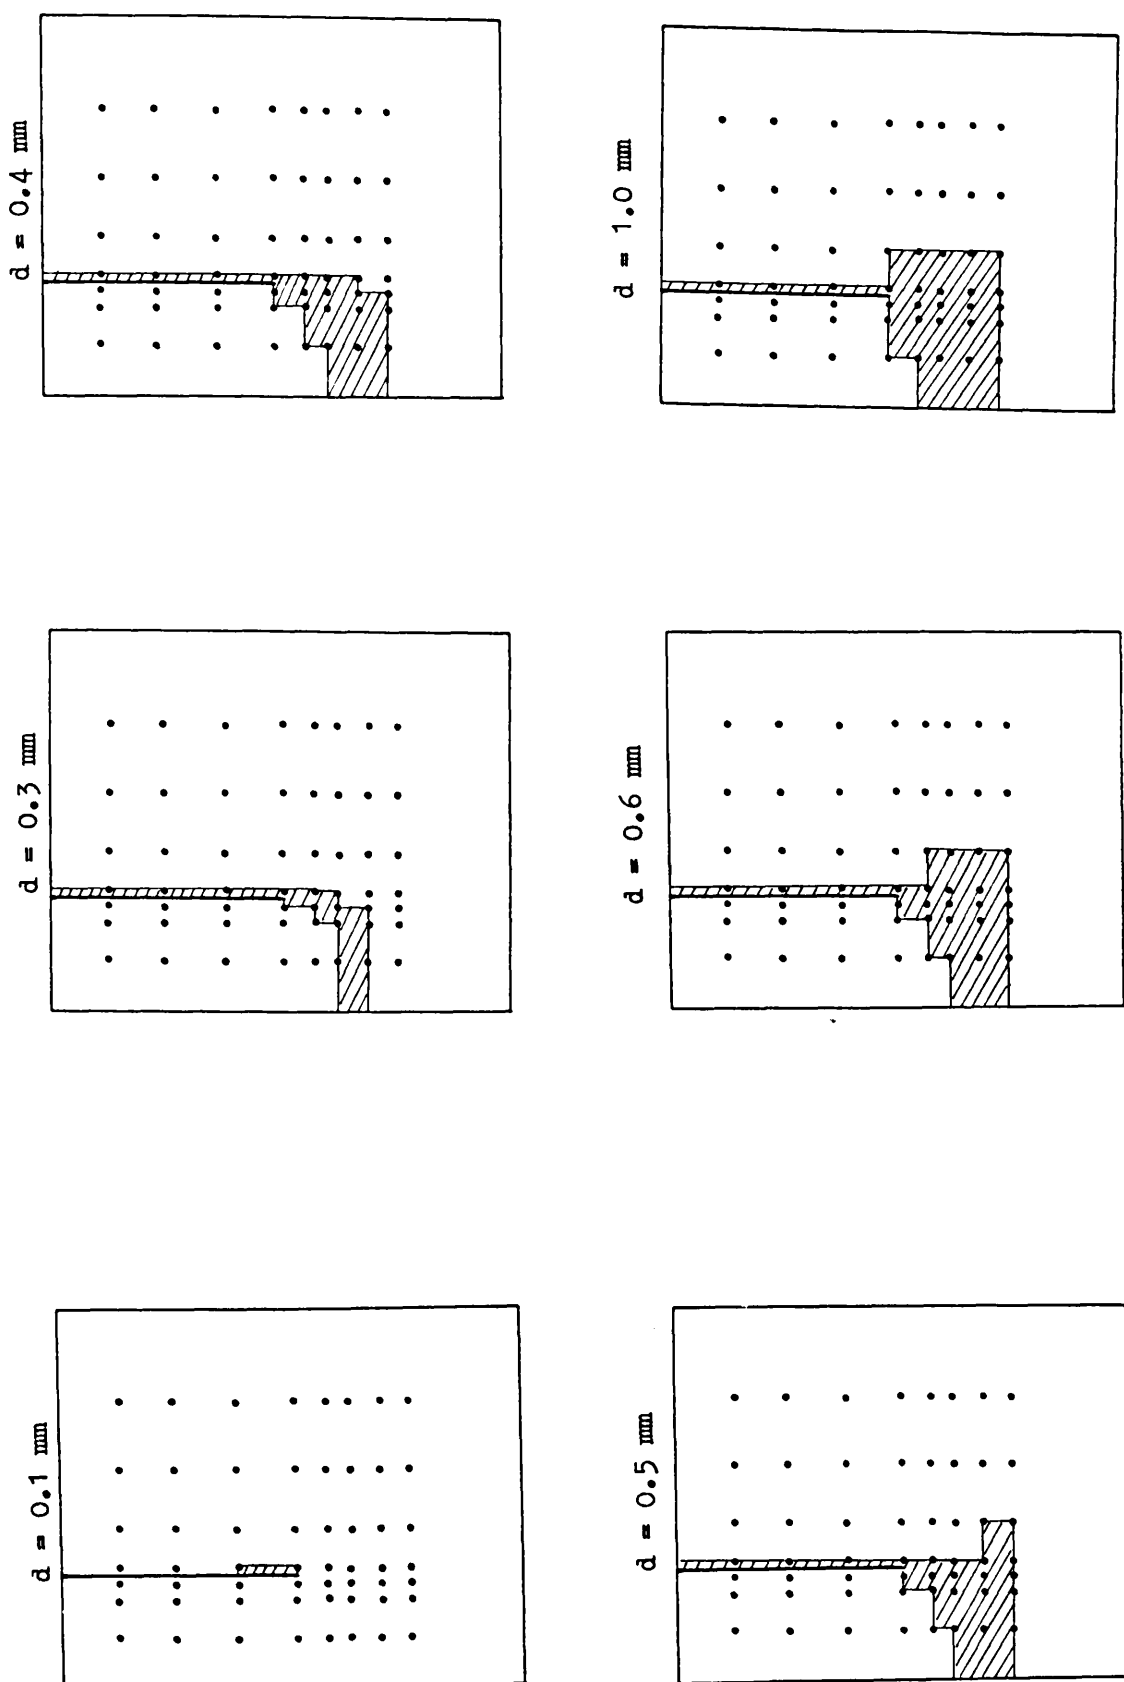 d = 0.1 mm
d = 0.3 mm
d = 0.4 mm
d = 0.5 mm
d = 0.6 mm
d = 1.0 mm